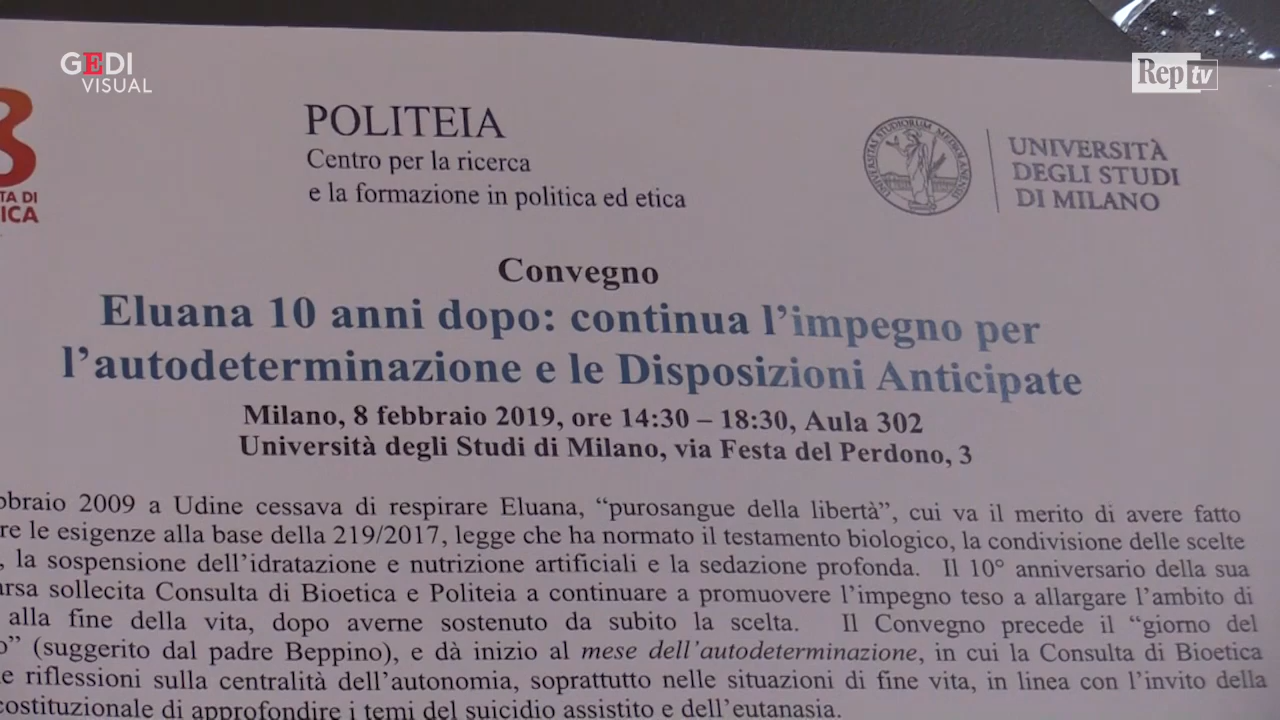 GEDI
VISUAL
Rep tv
POLITEIA
Centro per la ricerca
e la formazione in politica ed etica
UNIVERSITÀ
DEGLI STUDI
DI MILANO
TA DI
ICA
Convegno
Eluana 10 anni dopo: continua l'impegno per
l'autodeterminazione e le Disposizioni Anticipate
Milano, 8 febbraio 2019, ore 14:30 – 18:30, Aula 302
Università degli Studi di Milano, via Festa del Perdono, 3
bbraio 2009 a Udine cessava di respirare Eluana, “purosangue della libertà”, cui va il merito di avere fatto
re le esigenze alla base della 219/2017, legge che ha normato il testamento biologico, la condivisione delle scelte
, la sospensione dell'idratazione e nutrizione artificiali e la sedazione profonda. Il 10° anniversario della sua
arsa sollecita Consulta di Bioetica e Politeia a continuare a promuovere l'impegno teso a allargare l'ambito di
alla fine della vita, dopo averne sostenuto da subito la scelta. Il Convegno precede il “giorno del
o” (suggerito dal padre Beppino), e dà inizio al mese dell'autodeterminazione, in cui la Consulta di Bioetica
e riflessioni sulla centralità dell'autonomia, soprattutto nelle situazioni di fine vita, in linea con l'invito della
costituzionale di approfondire i temi del suicidio assistito e dell'eutanasia.